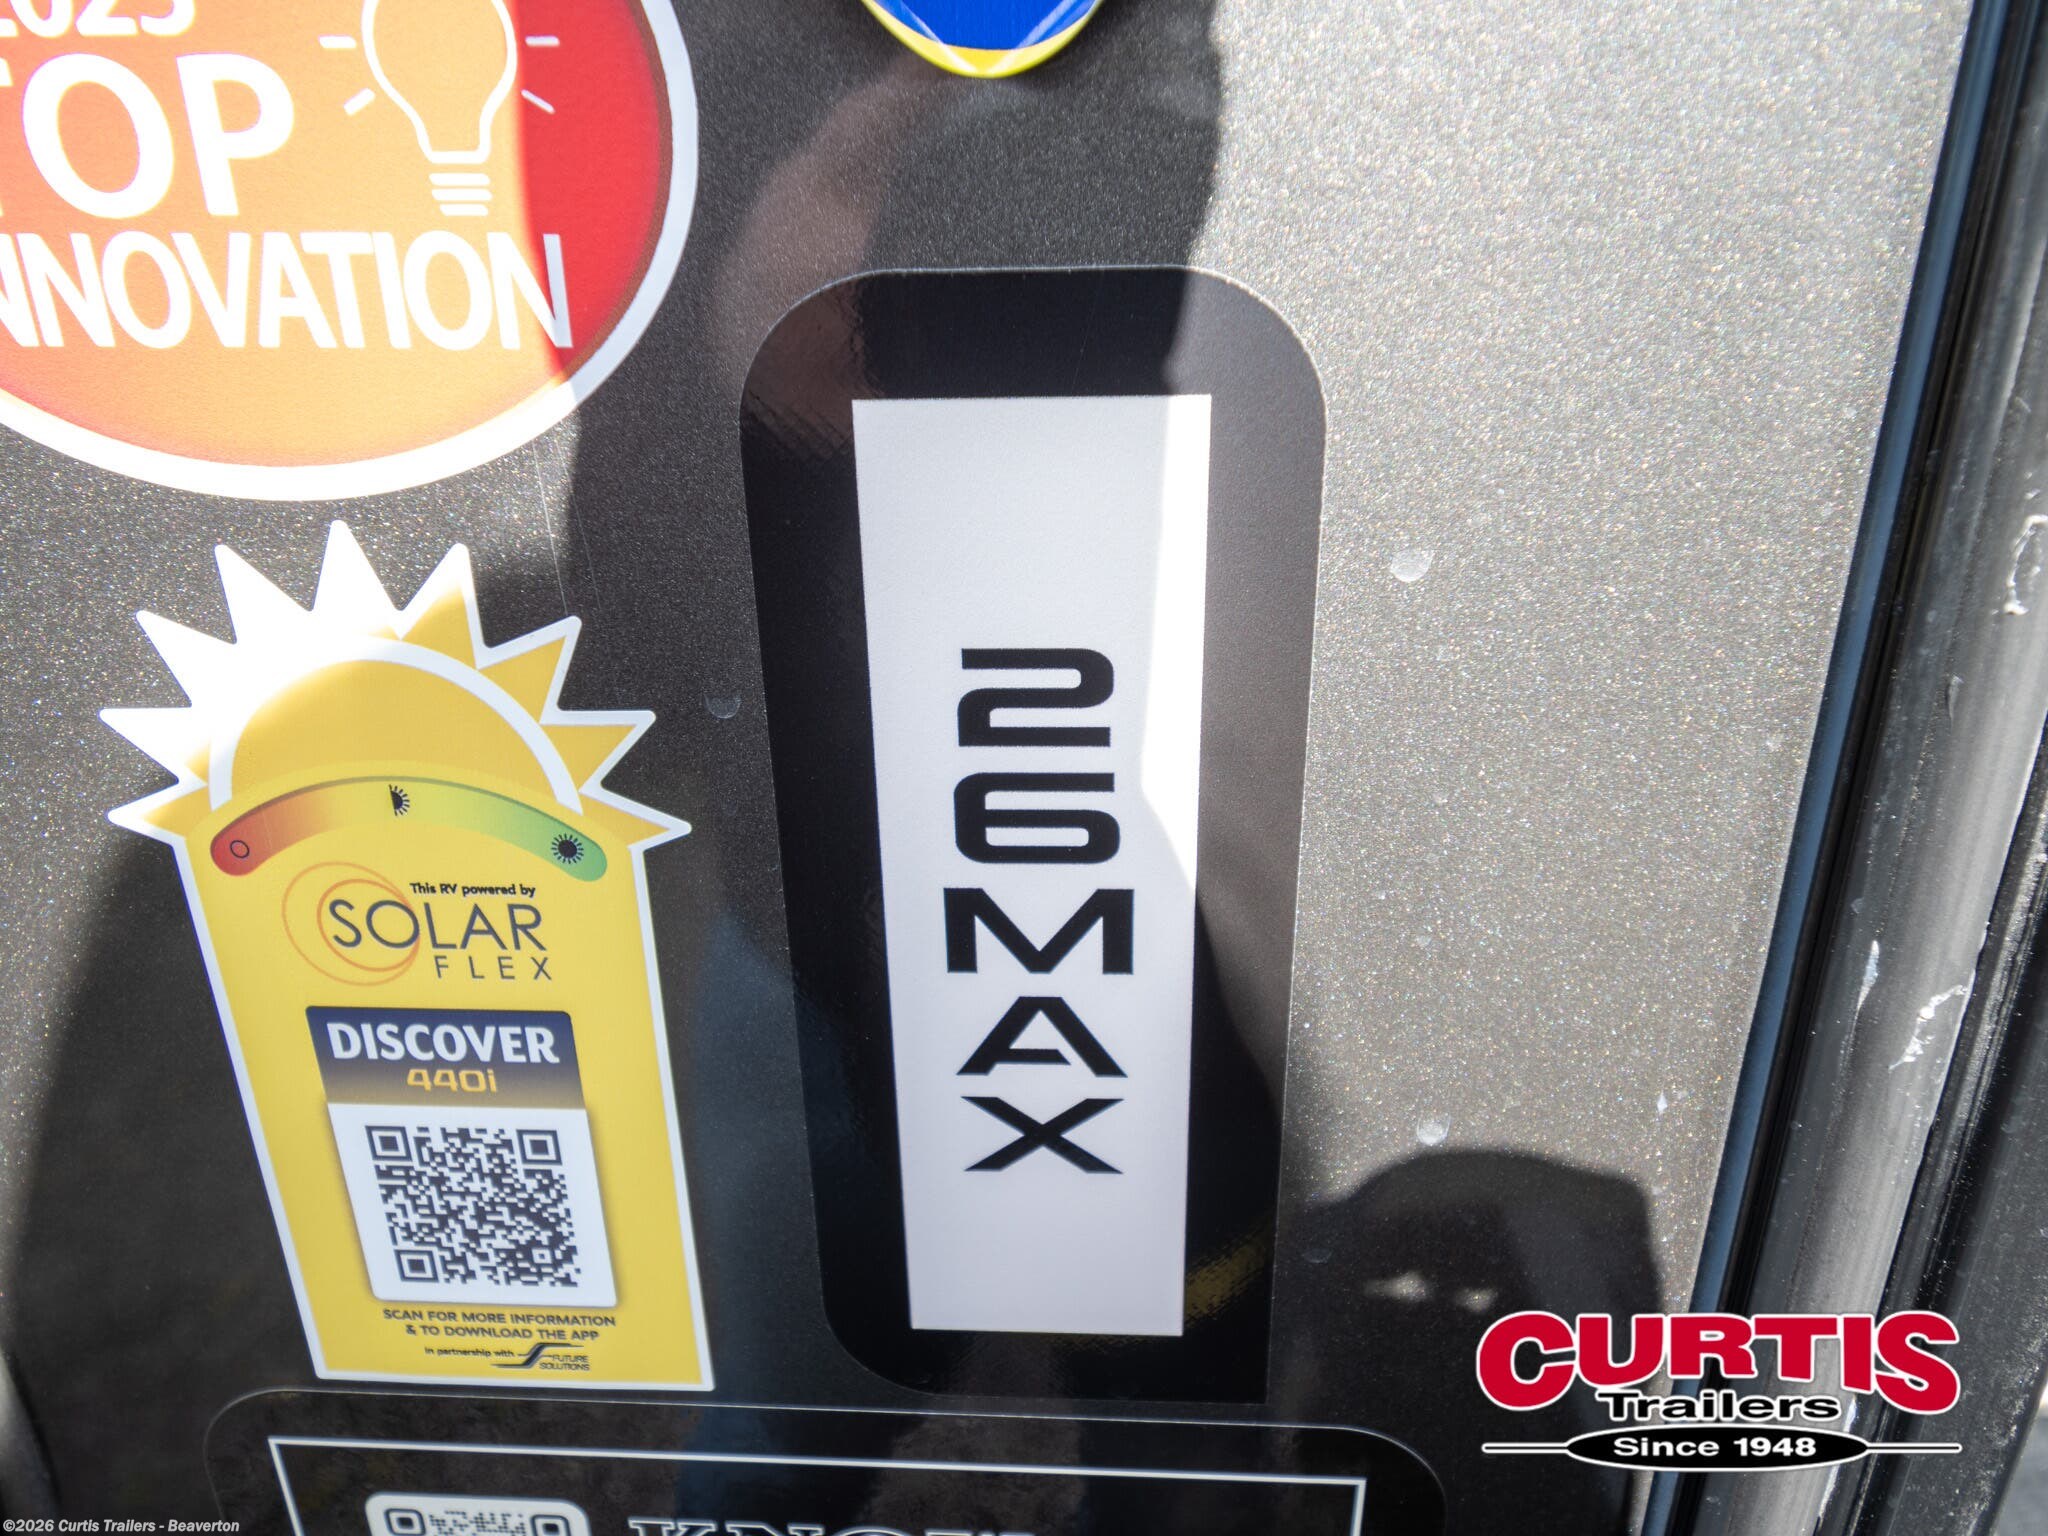 2023
TOP
INNOVATION
26MAX
This RV powered by
SOLAR
FLEX
DISCOVER
440i
SCAN FOR MORE INFORMATION
& TO DOWNLOAD THE APP
in partnership with
FUTURE
SOLUTIONS
CURTIS
Trailers
Since 1948
©2026 Curtis Trailers - Beaverton